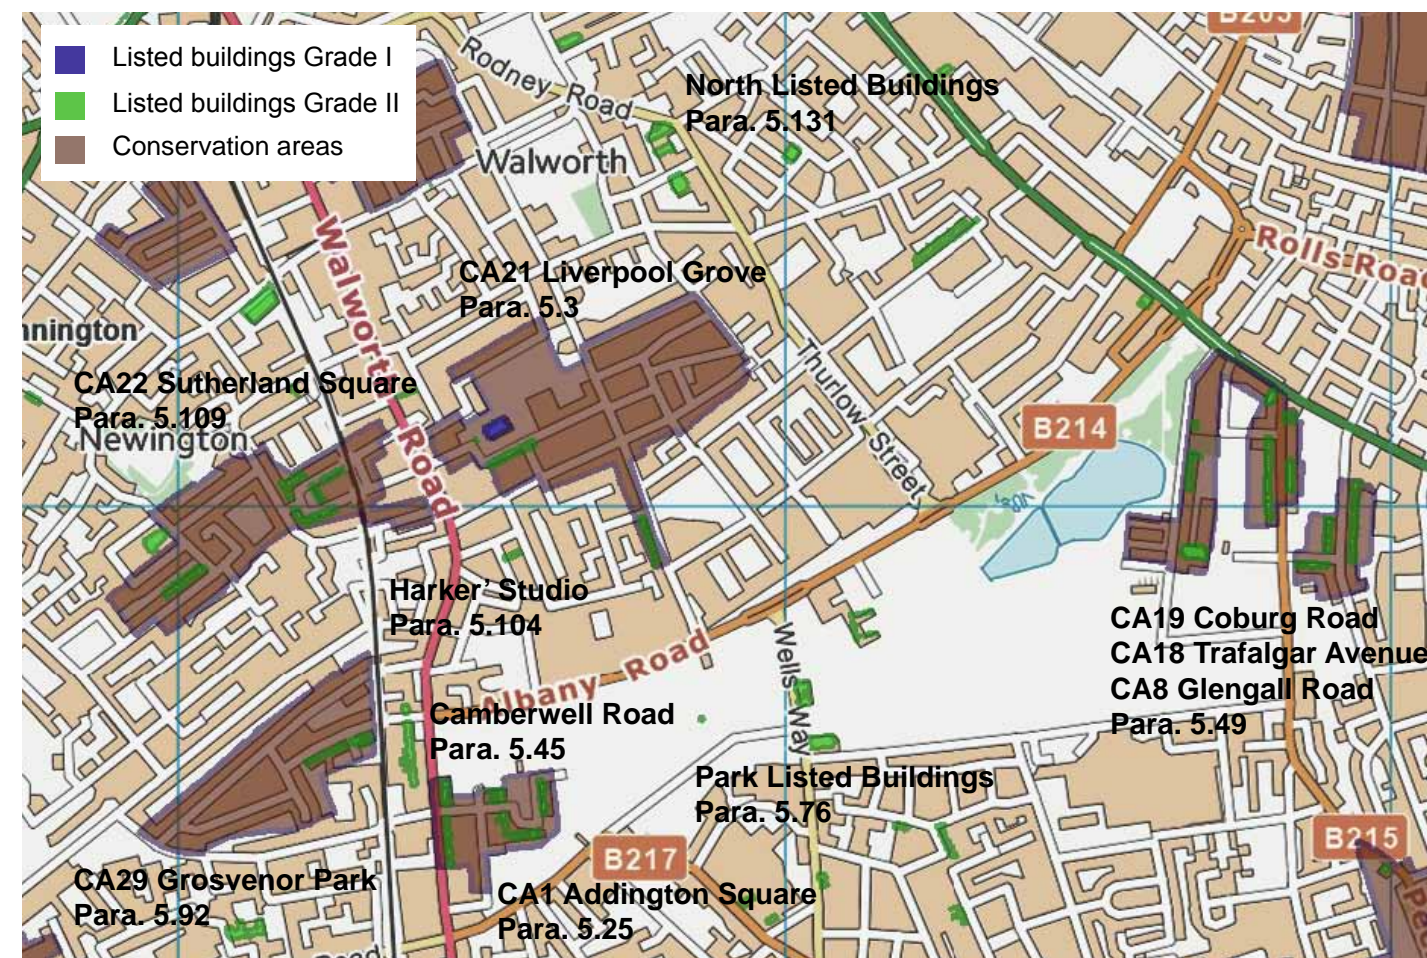 B203
Listed buildings Grade I
Listed buildings Grade II
Conservation areas
Rodney Road
North Listed Buildings
Para. 5.131
Walworth
Walworth Road
Rolls Road
CA21 Liverpool Grove
Para. 5.3
nnington
Thurlow Street
CA22 Sutherland Square
Para. 5.109
Newington
B214
Harker’ Studio
Para. 5.104
Albany Road
Wells Way
CA19 Coburg Road
CA18 Trafalgar Avenue
CA8 Glengall Road
Para. 5.49
Camberwell Road
Para. 5.45
Park Listed Buildings
Para. 5.76
B217
B215
CA29 Grosvenor Park
Para. 5.92
CA1 Addington Square
Para. 5.25
Road